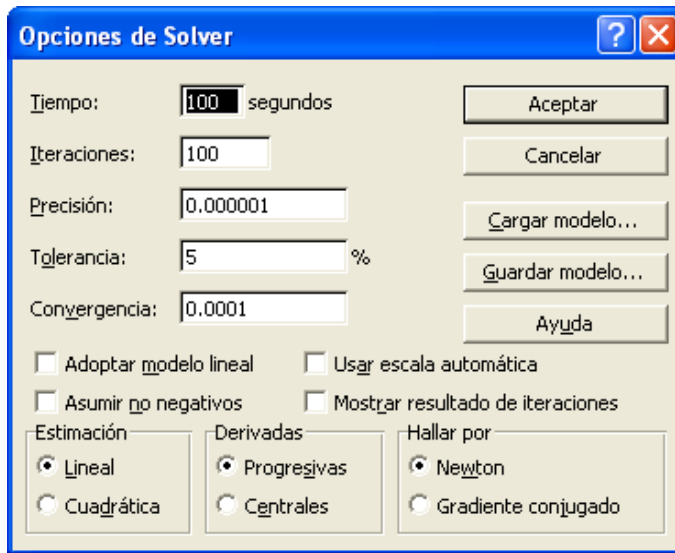 Opciones de Solver
Tiempo: 100 segundos
Aceptar
Iteraciones: 100
Cancelar
Precisión: 0.000001
Cargar modelo...
Tolerancia: 5 %
Guardar modelo...
Convergencia: 0.0001
Ayuda
Adoptar modelo lineal
Usar escala automática
Asumir no negativos
Mostrar resultado de iteraciones
Estimación
Lineal
Cuadrática
Derivadas
Progresivas
Centrales
Hallar por
Newton
Gradiente conjugado